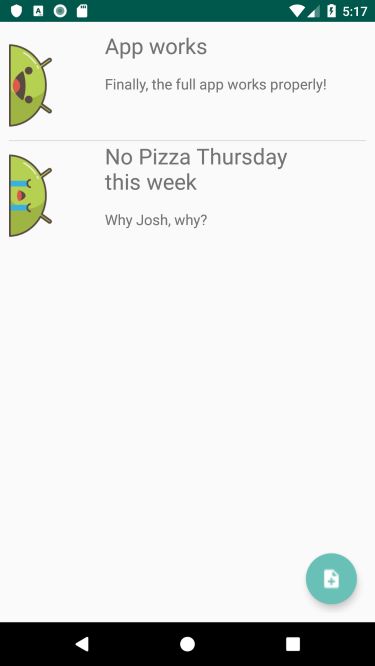 5:17
App works
Finally, the full app works properly!
No Pizza Thursday
this week
Why Josh, why?